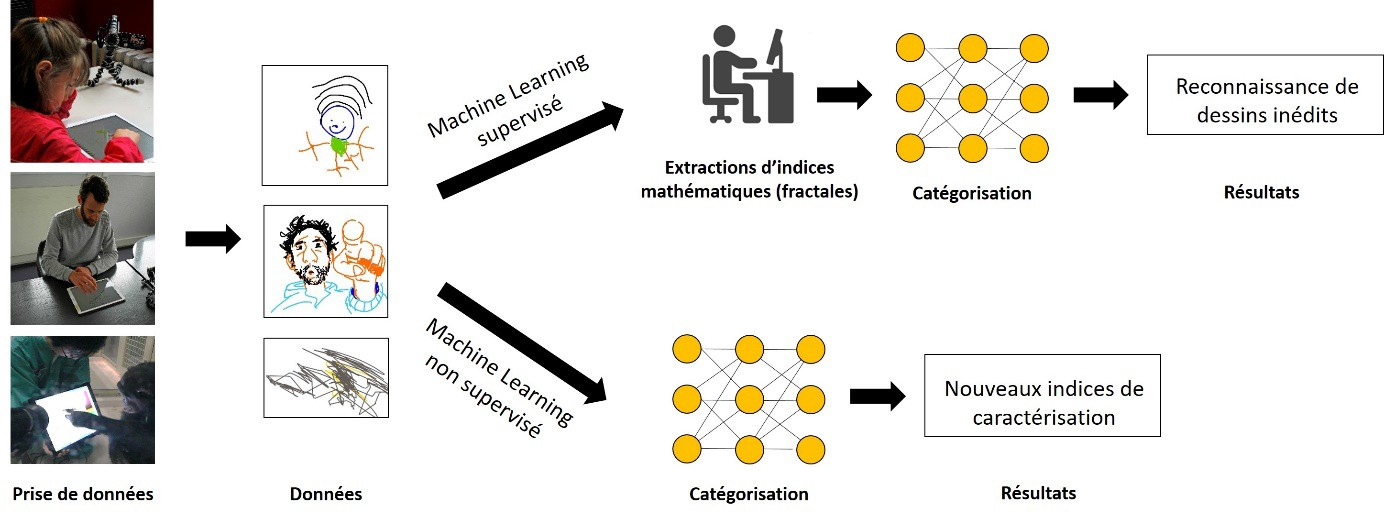 Machine Learning
supervisé
Extractions d'indices
mathématiques (fractales)
Catégorisation
Reconnaissance de
dessins inédits
Résultats
Machine Learning
non supervisé
Nouveaux indices de
caractérisation
Prise de données
Données
Catégorisation
Résultats